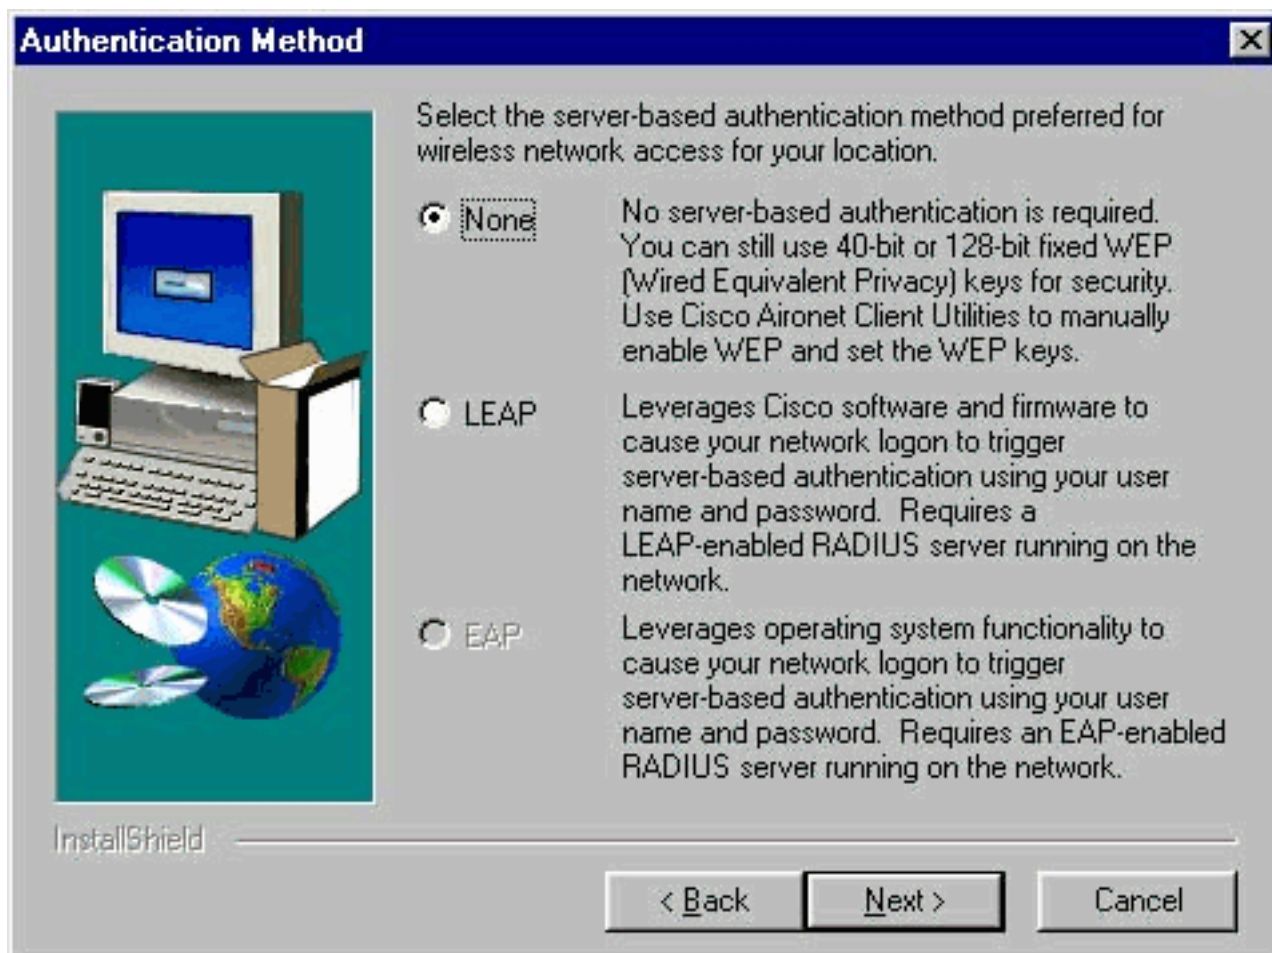 Authentication Method
Select the server-based authentication method preferred for
wireless network access for your location.
None
No server-based authentication is required.
You can still use 40-bit or 128-bit fixed WEP
(Wired Equivalent Privacy) keys for security.
Use Cisco Aironet Client Utilities to manually
enable WEP and set the WEP keys.
LEAP
Leverages Cisco software and firmware to
cause your network logon to trigger
server-based authentication using your user
name and password.  Requires a
LEAP-enabled RADIUS server running on the
network.
EAP
Leverages operating system functionality to
cause your network logon to trigger
server-based authentication using your user
name and password.  Requires an EAP-enabled
RADIUS server running on the network.
InstallShield
< Back
Next >
Cancel